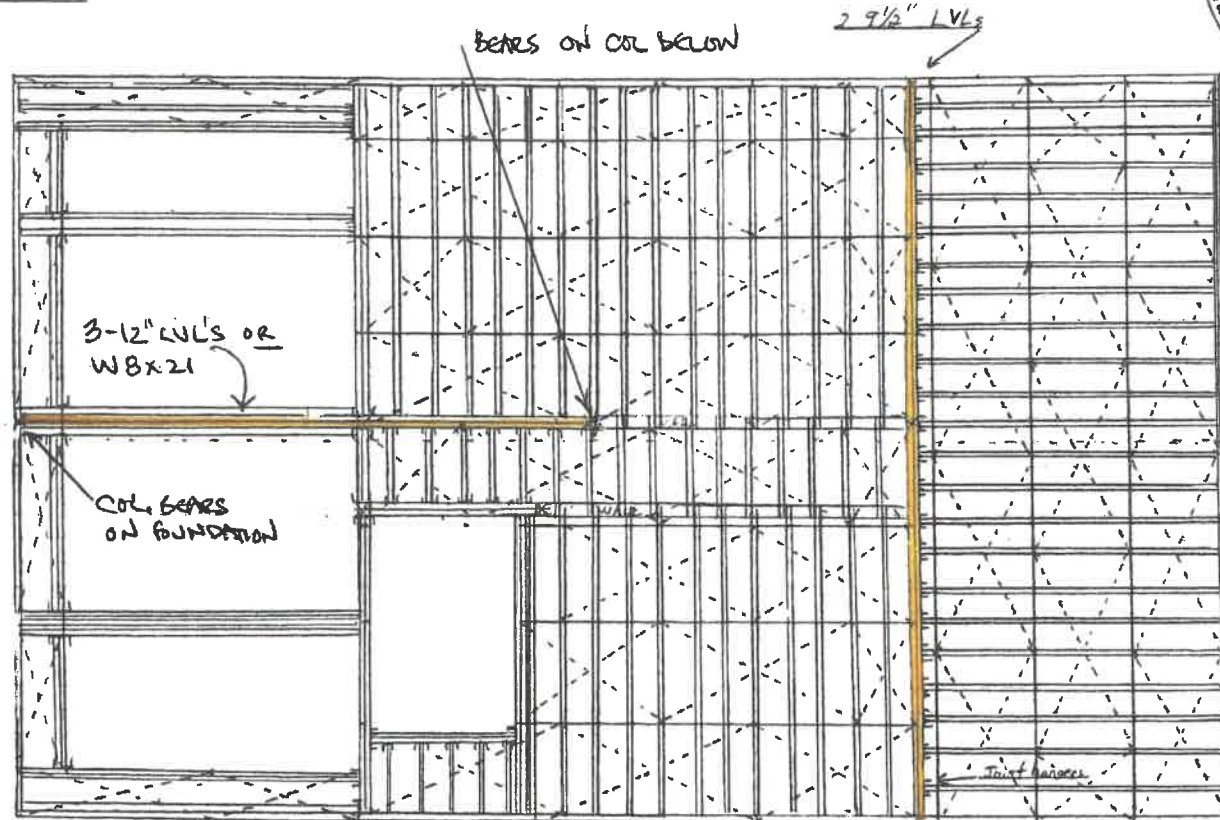 2 9½" LVLs
BEARS ON COL BELOW
3-12" LVL'S OR
W8x21
COL. BEARS
ON FOUNDATION
Joist hangers